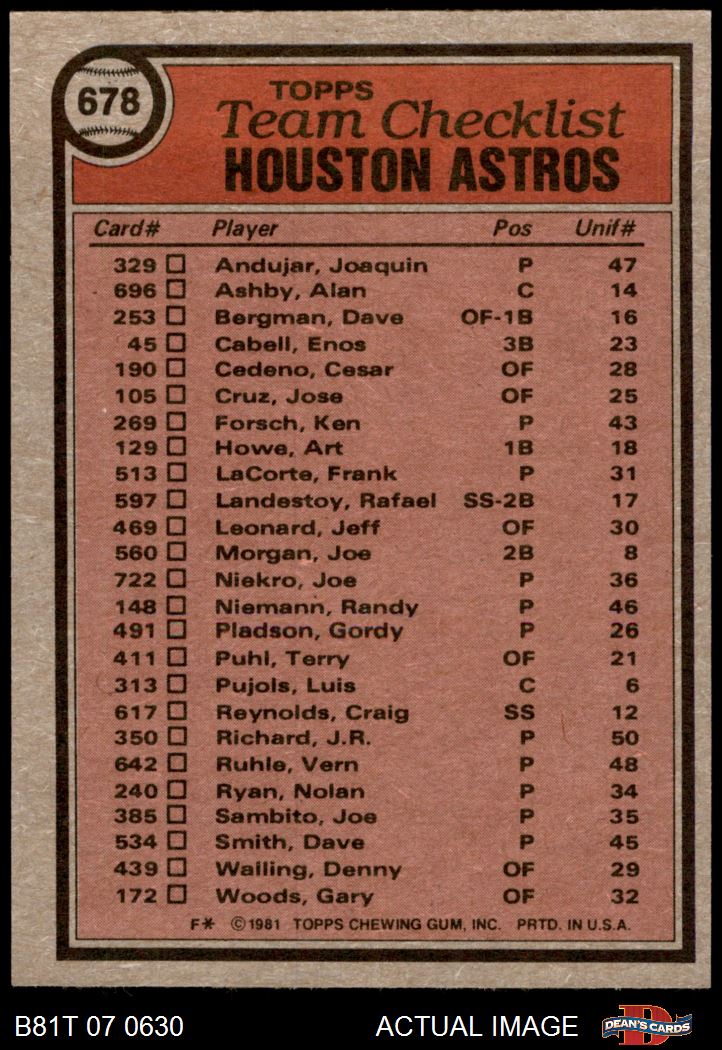 678
TOPPS
Team Checklist
HOUSTON ASTROS
Card# Player Pos Unif#
329 Andujar, Joaquin P 47
696 Ashby, Alan C 14
253 Bergman, Dave OF-1B 16
45 Cabell, Enos 3B 23
190 Cedeno, Cesar OF 28
105 Cruz, Jose OF 25
269 Forsch, Ken P 43
129 Howe, Art 1B 18
513 LaCorte, Frank P 31
597 Landestoy, Rafael SS-2B 17
469 Leonard, Jeff OF 30
560 Morgan, Joe 2B 8
722 Niekro, Joe P 36
148 Niemann, Randy P 46
491 Pladson, Gordy P 26
411 Puhl, Terry OF 21
313 Pujols, Luis C 6
617 Reynolds, Craig SS 12
350 Richard, J.R. P 50
642 Ruhle, Vern P 48
240 Ryan, Nolan P 34
385 Sambito, Joe P 35
534 Smith, Dave P 45
439 Walling, Denny OF 29
172 Woods, Gary OF 32
F* ©1981 TOPPS CHEWING GUM, INC. PRTD. IN U.S.A.
B81T 07 0630 ACTUAL IMAGE DEAN'S CARDS